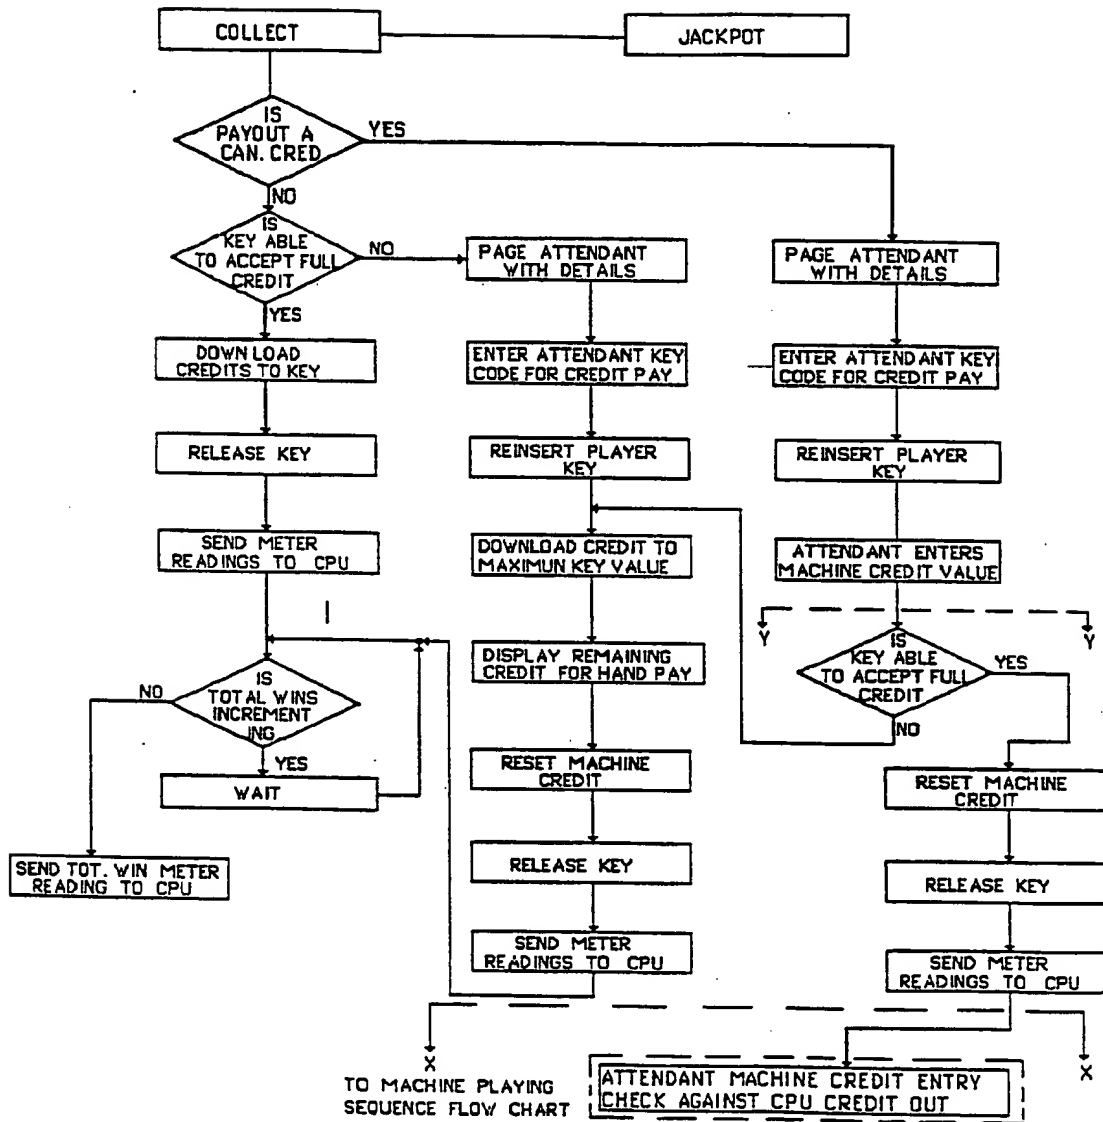 COLLECT
JACKPOT
IS
PAYOUT A
CAN. CRED
YES
NO
IS
KEY ABLE
TO ACCEPT FULL
CREDIT
NO
YES
DOWNLOAD
CREDITS TO KEY
RELEASE KEY
SEND METER
READINGS TO CPU
IS
TOTAL WINS
INCREMENT
ING
NO
YES
WAIT
SEND TOT. WIN METER
READING TO CPU
PAGE ATTENDANT
WITH DETAILS
ENTER ATTENDANT KEY
CODE FOR CREDIT PAY
REINSERT PLAYER
KEY
DOWNLOAD CREDIT TO
MAXIMUN KEY VALUE
DISPLAY REMAINING
CREDIT FOR HAND PAY
RESET MACHINE
CREDIT
RELEASE KEY
SEND METER
READINGS TO CPU
PAGE ATTENDANT
WITH DETAILS
ENTER ATTENDANT KEY
CODE FOR CREDIT PAY
REINSERT PLAYER
KEY
ATTENDANT ENTERS
MACHINE CREDIT VALUE
Y
Y
IS
KEY ABLE
TO ACCEPT FULL
CREDIT
YES
NO
RESET MACHINE
CREDIT
RELEASE KEY
SEND METER
READINGS TO CPU
X
X
TO MACHINE PLAYING
SEQUENCE FLOW CHART
ATTENDANT MACHINE CREDIT ENTRY
CHECK AGAINST CPU CREDIT OUT